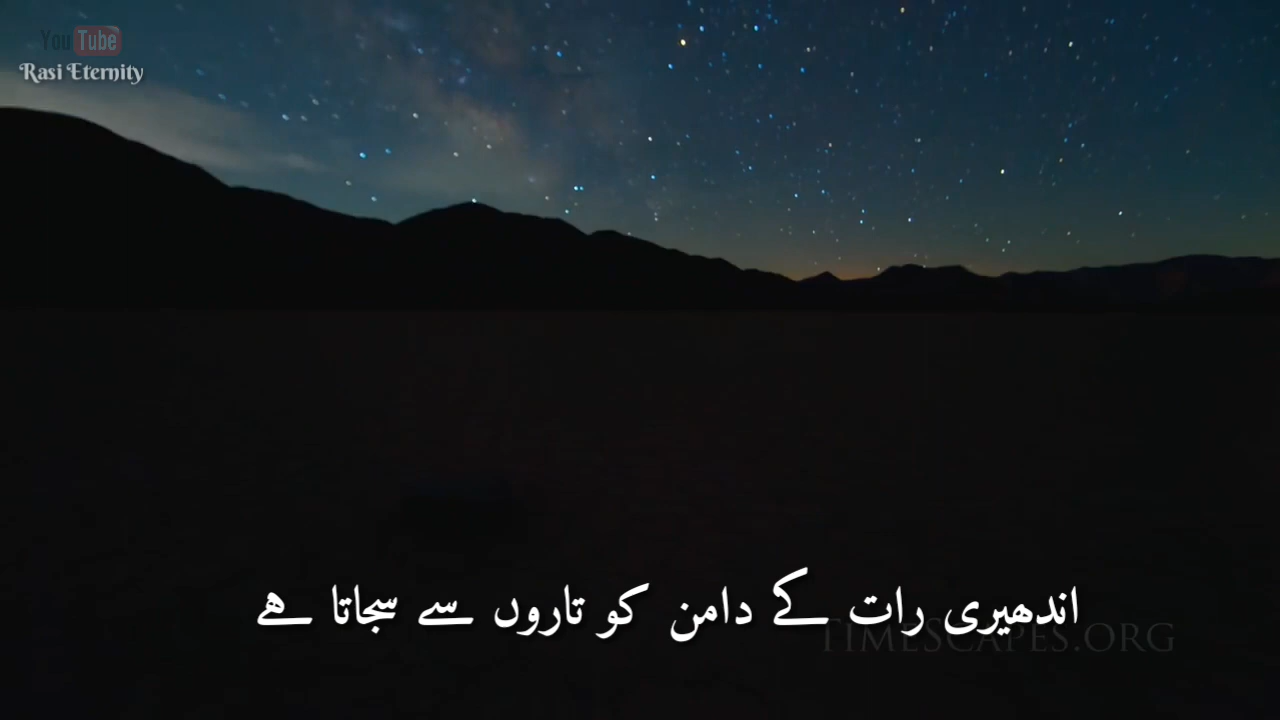 YouTube
Rasi Eternity
اندھیری رات کے دامن کو تاروں سے سجاتا ہے
TIMESCAPES.ORG